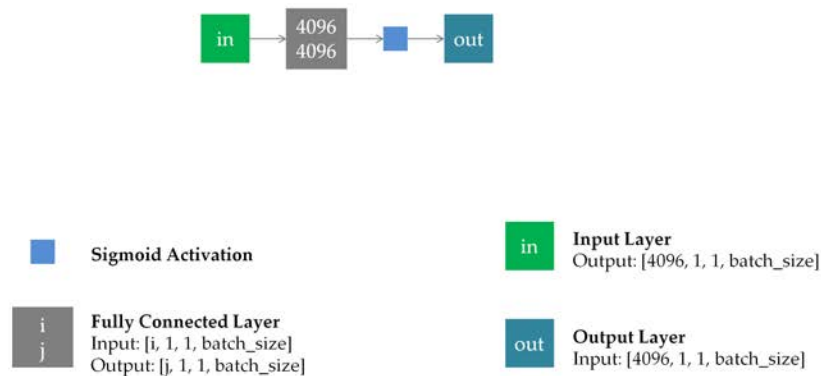 in
4096
4096
out
Sigmoid Activation
in
Input Layer
Output: [4096, 1, 1, batch_size]
i
j
Fully Connected Layer
Input: [i, 1, 1, batch_size]
Output: [j, 1, 1, batch_size]
out
Output Layer
Input: [4096, 1, 1, batch_size]